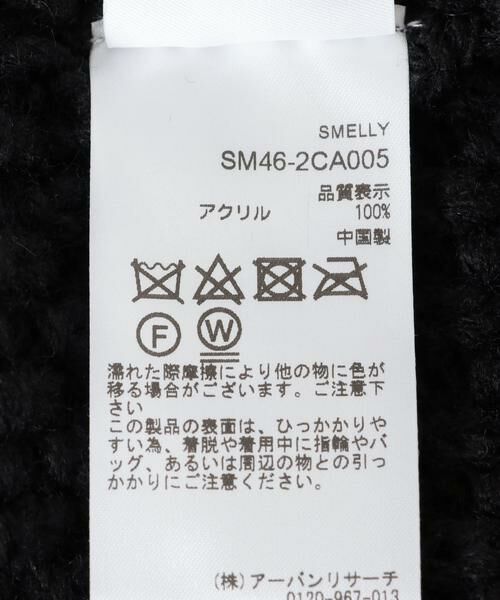 SMELLY
SM46-2CA005
品質表示
アクリル 100%
中国製
F W
濡れた際摩擦により他の物に色が
移る場合がございます。ご注意下
さい
この製品の表面は、ひっかかりや
すい為、着脱や着用中に指輪やバ
ッグ、あるいは周辺の物との引っ
かかりにご注意ください。
(株)アーバンリサーチ
0120-967-013